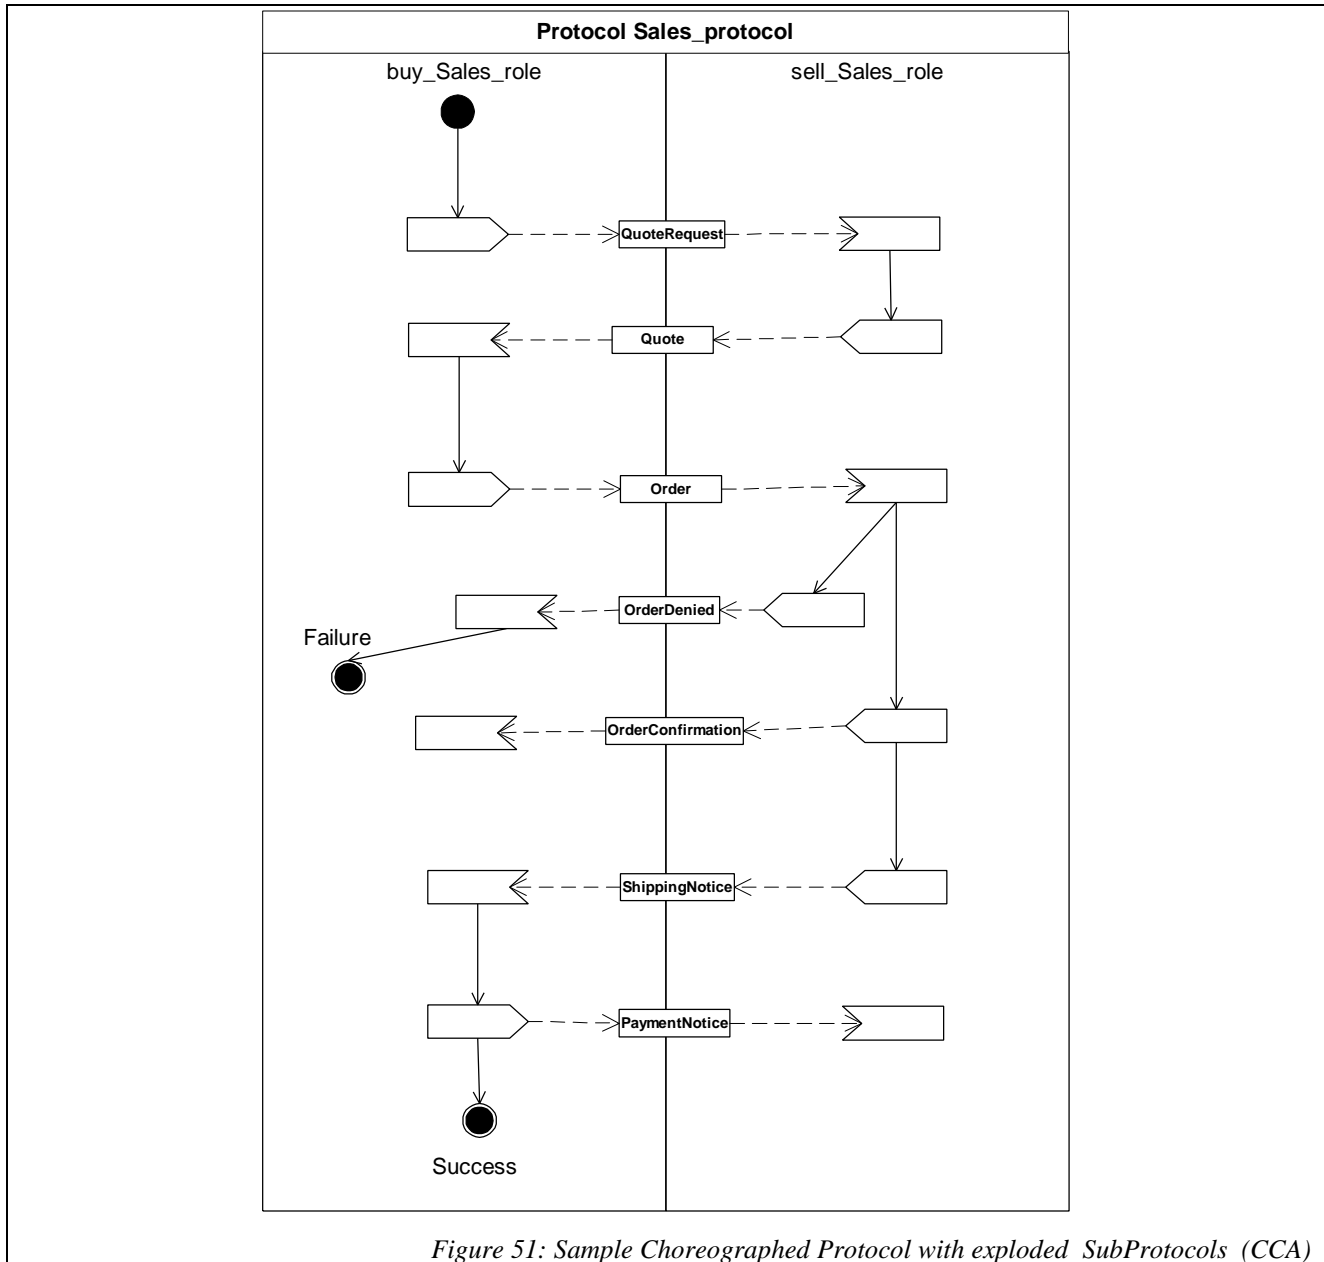 Protocol Sales_protocol
buy_Sales_role
sell_Sales_role
QuoteRequest
Quote
Order
OrderDenied
Failure
OrderConfirmation
ShippingNotice
PaymentNotice
Success
Figure 51: Sample Choreographed Protocol with exploded SubProtocols (CCA)